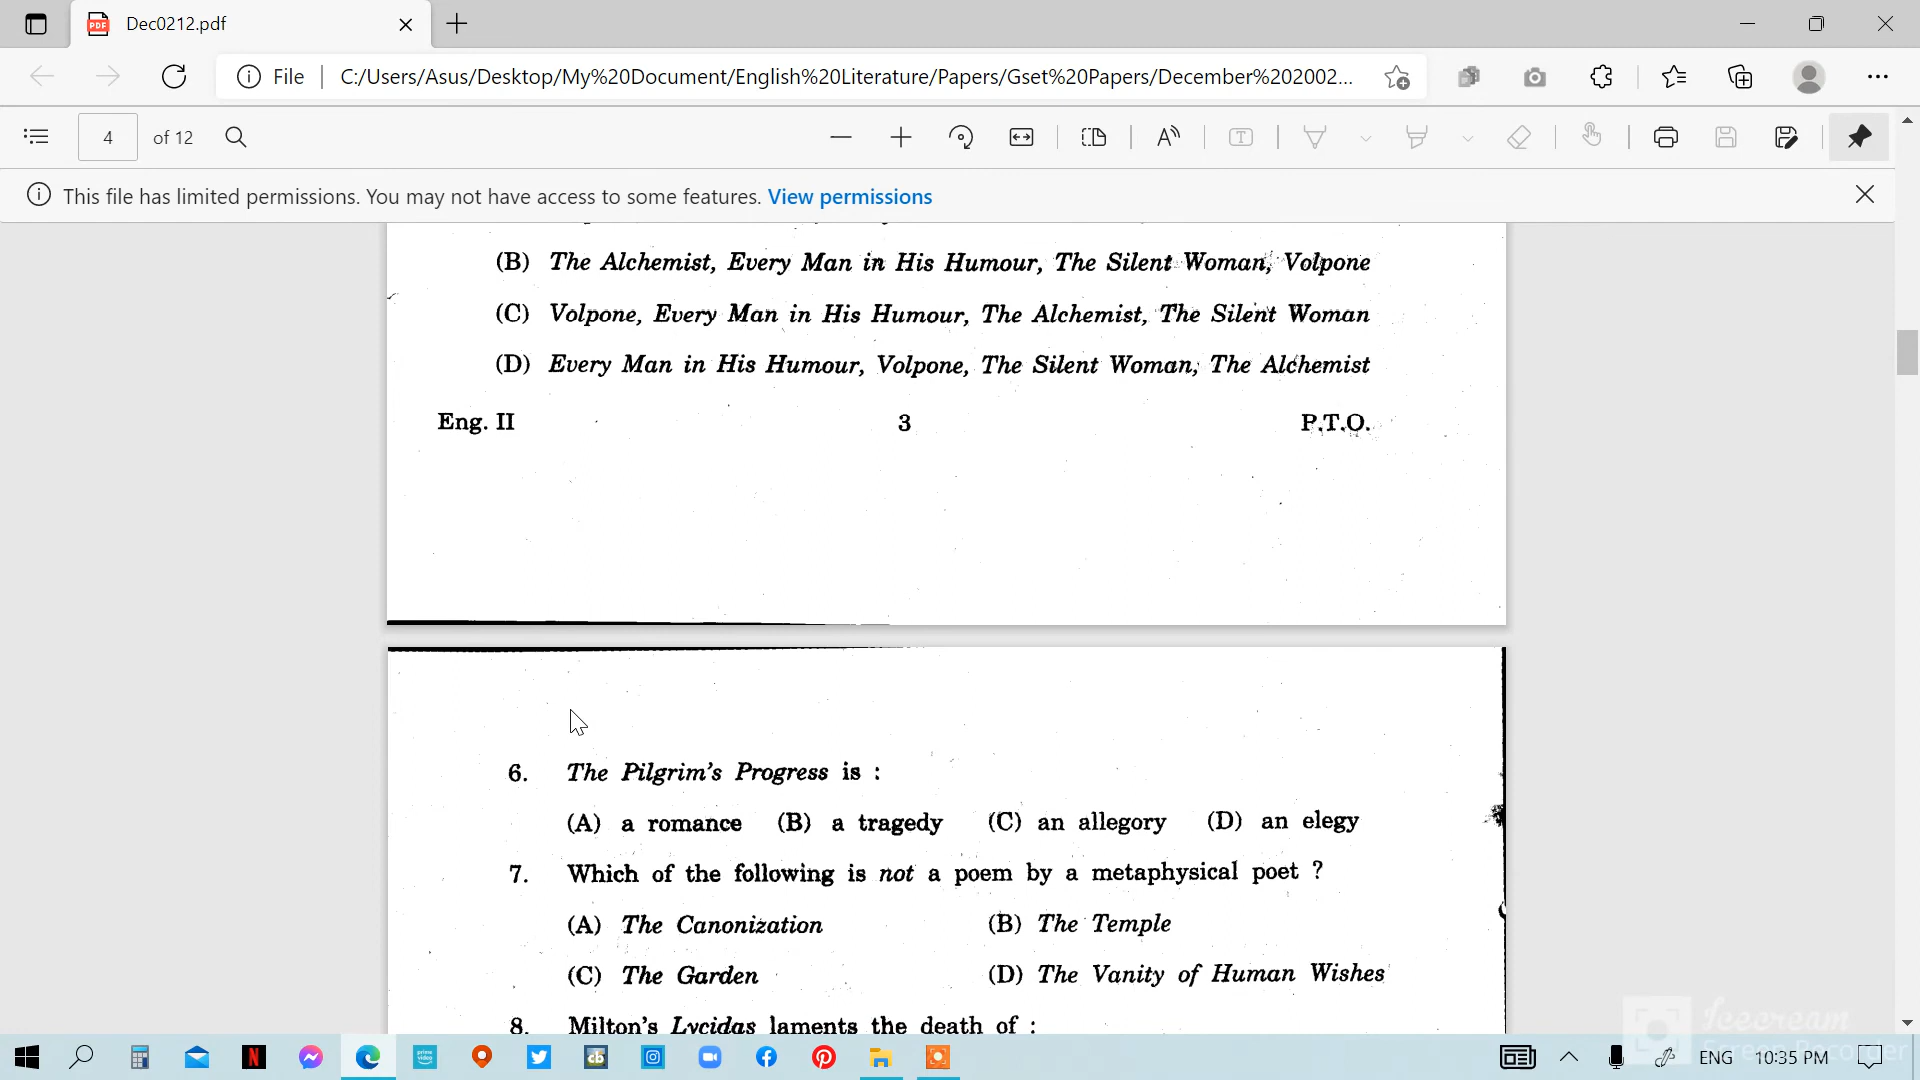 Dec0212.pdf
File
C:/Users/Asus/Desktop/My%20Document/English%20Literature/Papers/Gset%20Papers/December%202002...
4
of 12
This file has limited permissions. You may not have access to some features. View permissions
(B) The Alchemist, Every Man in His Humour, The Silent Woman, Volpone
(C) Volpone, Every Man in His Humour, The Alchemist, The Silent Woman
(D) Every Man in His Humour, Volpone, The Silent Woman, The Alchemist
Eng. II 3 P.T.O.
6. The Pilgrim's Progress is :
(A) a romance (B) a tragedy (C) an allegory (D) an elegy
7. Which of the following is not a poem by a metaphysical poet ?
(A) The Canonization (B) The Temple
(C) The Garden (D) The Vanity of Human Wishes
8. Milton's Lycidas laments the death of :
Icecream
Screen Recorder
ENG 10:35 PM